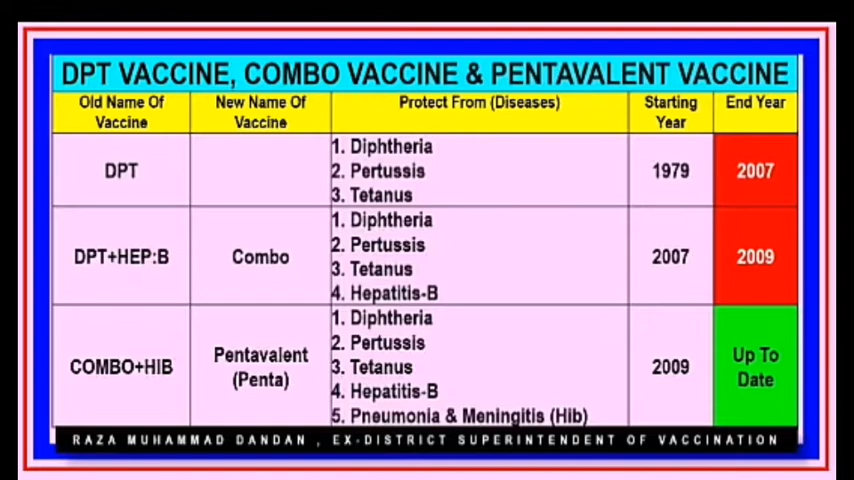 DPT VACCINE, COMBO VACCINE & PENTAVALENT VACCINE
Old Name Of Vaccine
New Name Of Vaccine
Protect From (Diseases)
Starting Year
End Year
DPT
1. Diphtheria
2. Pertussis
3. Tetanus
1979
2007
DPT+HEP:B
Combo
1. Diphtheria
2. Pertussis
3. Tetanus
4. Hepatitis-B
2007
2009
COMBO+HIB
Pentavalent
(Penta)
1. Diphtheria
2. Pertussis
3. Tetanus
4. Hepatitis-B
5. Pneumonia & Meningitis (Hib)
2009
Up To
Date
RAZA MUHAMMAD DANDAN , EX-DISTRICT SUPERINTENDENT OF VACCINATION